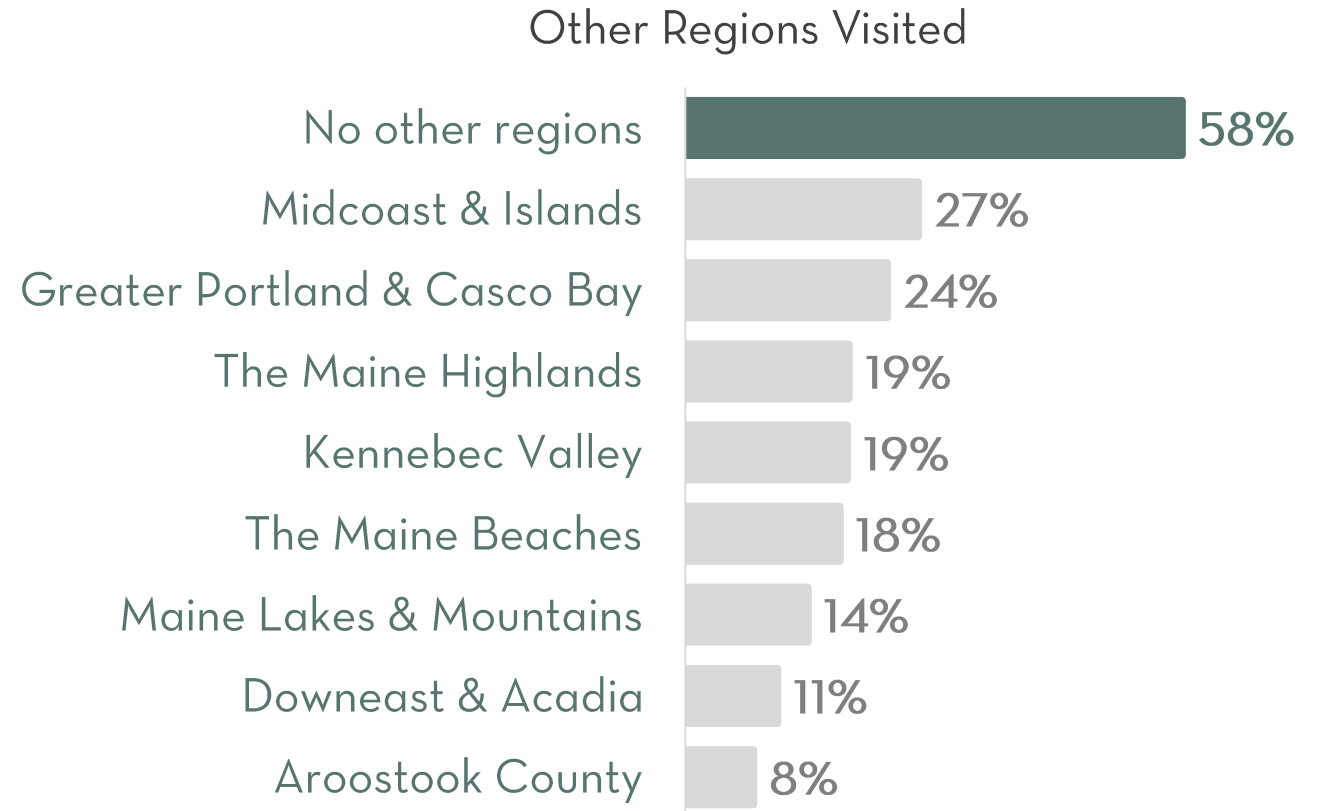 Other Regions Visited
No other regions 58%
Midcoast & Islands 27%
Greater Portland & Casco Bay 24%
The Maine Highlands 19%
Kennebec Valley 19%
The Maine Beaches 18%
Maine Lakes & Mountains 14%
Downeast & Acadia 11%
Aroostook County 8%